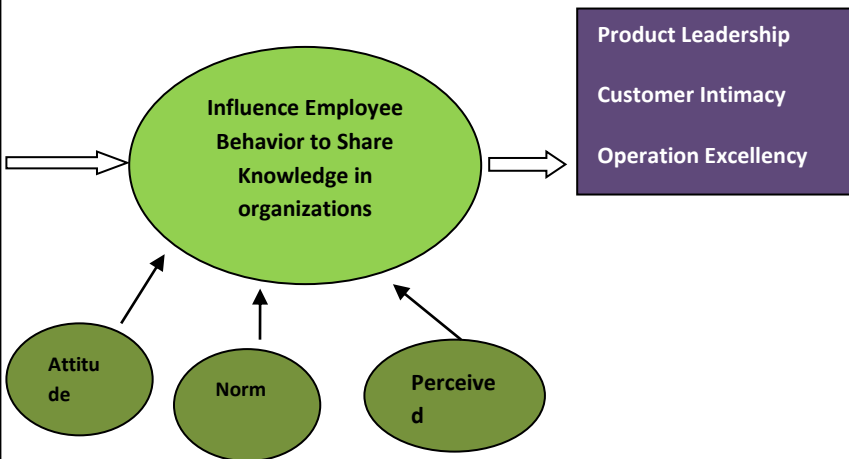 Product Leadership
Customer Intimacy
Operation Excellency
Influence Employee
Behavior to Share
Knowledge in
organizations
Attitu
de
Norm
Perceive
d